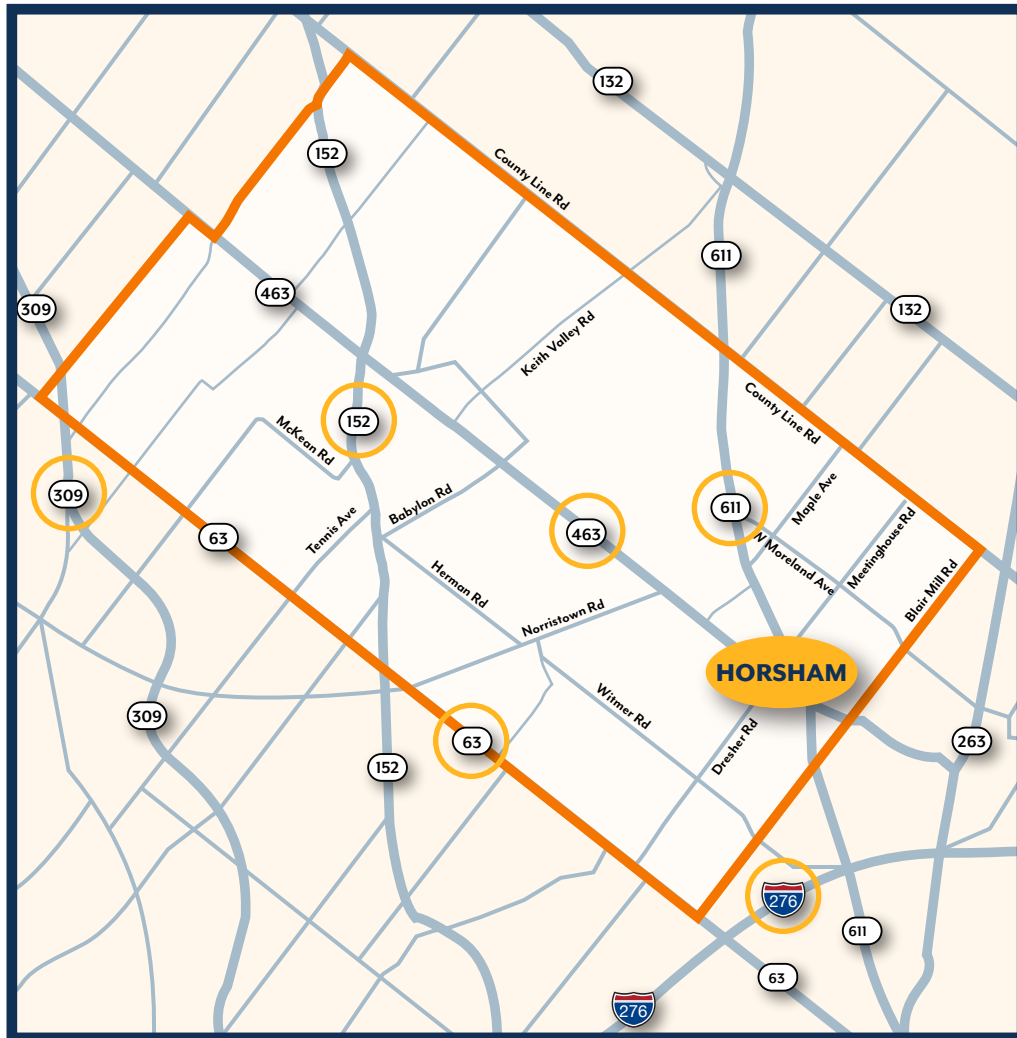 132
152
County Line Rd
611
463
309
132
Keith Valley Rd
County Line Rd
152
McKean Rd
309
Babylon Rd
Maple Ave
611
463
63
Tennis Ave
W Moreland Ave
Meetinghouse Rd
Herman Rd
Blair Mill Rd
Norristown Rd
HORSHAM
Witmer Rd
309
63
Dresher Rd
263
152
276
611
63
276